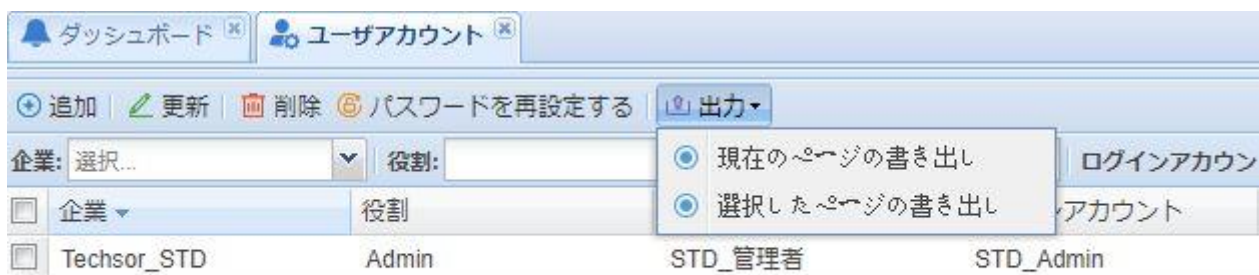 ダッシュボード ユーザアカウント
追加 更新 削除 パスワードを再設定する 出力
企業: 選択... 役割: 現在のページの書き出し ログインアカウン
企業 役割 選択したページの書き出し アカウント
Techsor_STD Admin STD_管理者 STD_Admin